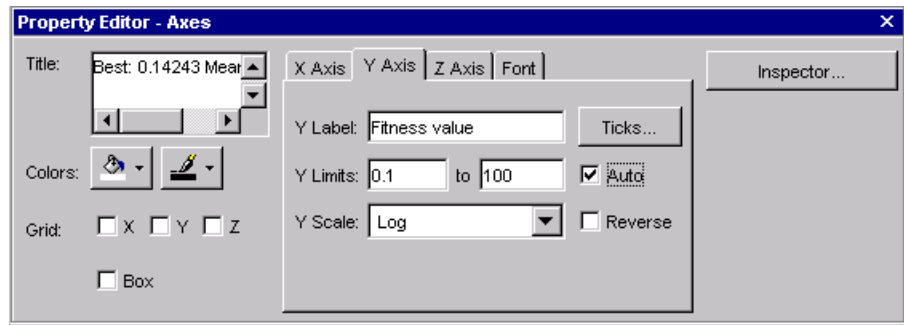 Property Editor - Axes
Title:
Best: 0.14243 Mear
Colors:
Grid:
X
Y
Z
Box
X Axis
Y Axis
Z Axis
Font
Y Label:
Fitness value
Ticks...
Y Limits:
0.1
to
100
Auto
Y Scale:
Log
Reverse
Inspector...